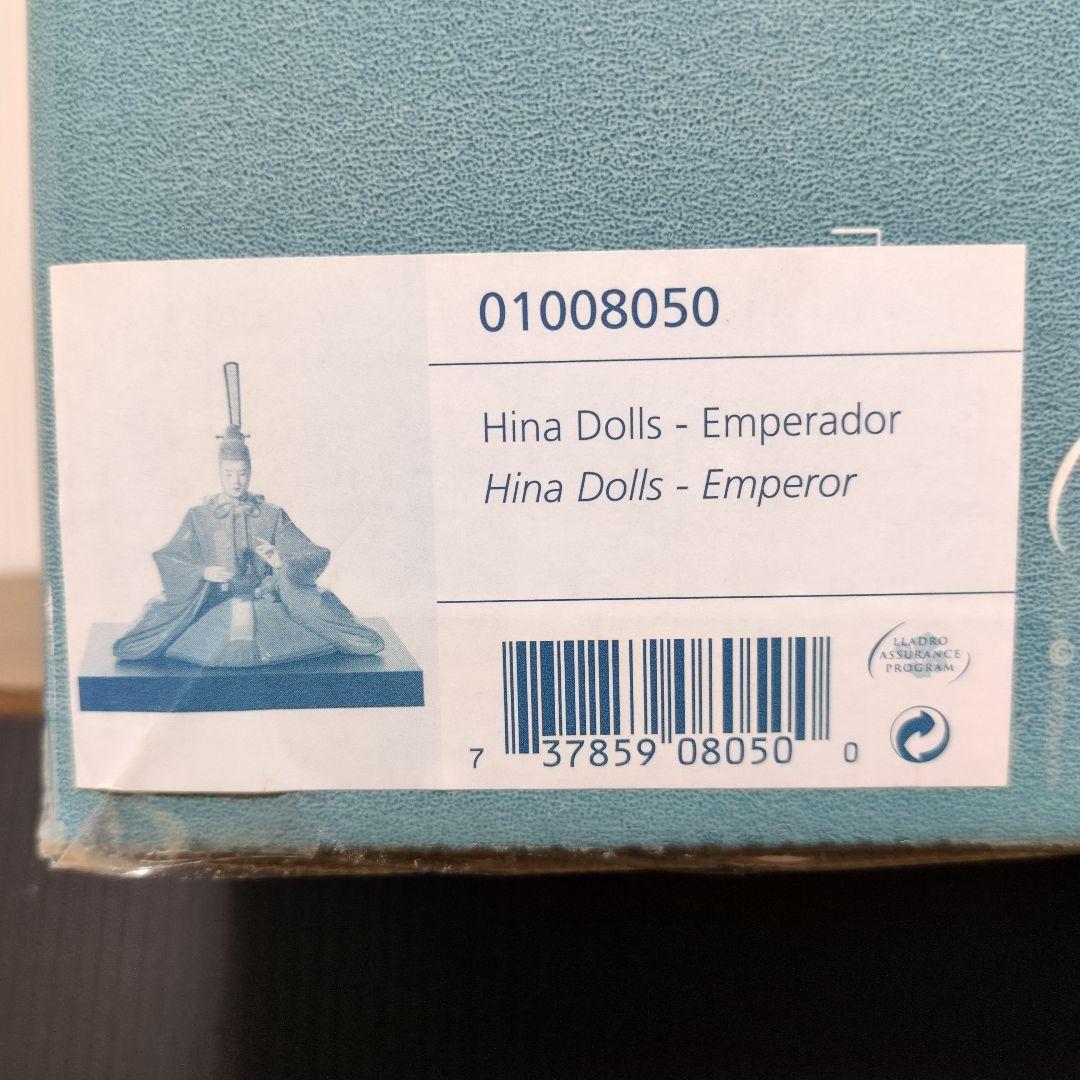 01008050
Hina Dolls - Emperador
Hina Dolls - Emperor
LLADRO
ASSURANCE
PROGRAM
7 37859 08050 0